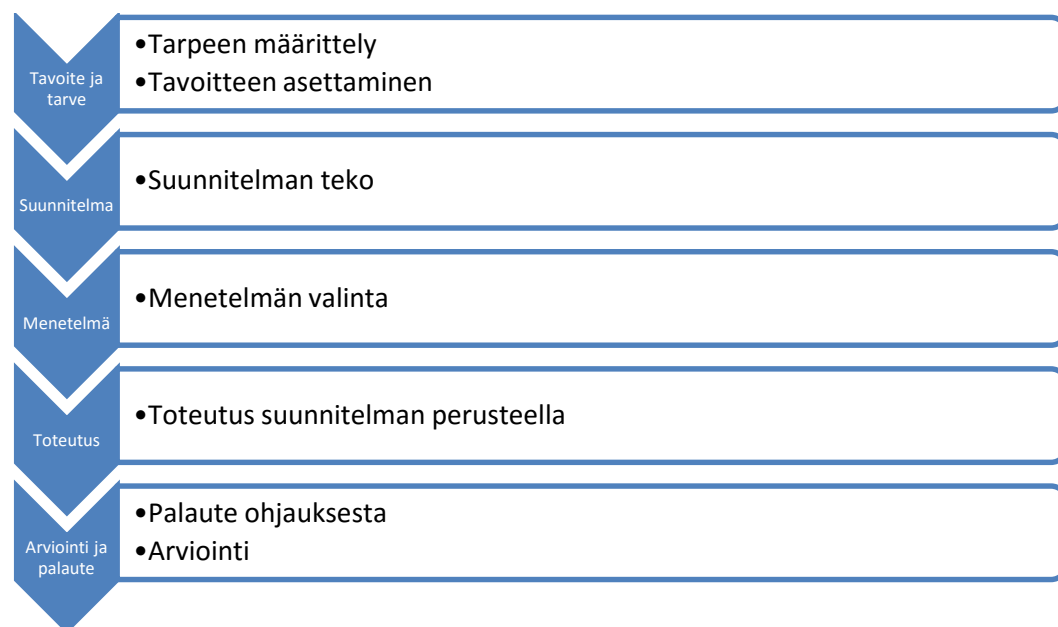 Tavoite ja
tarve
•Tarpeen määrittely
•Tavoitteen asettaminen
Suunnitelma
•Suunnitelman teko
Menetelmä
•Menetelmän valinta
Toteutus
•Toteutus suunnitelman perusteella
Arviointi ja
palaute
•Palaute ohjauksesta
•Arviointi